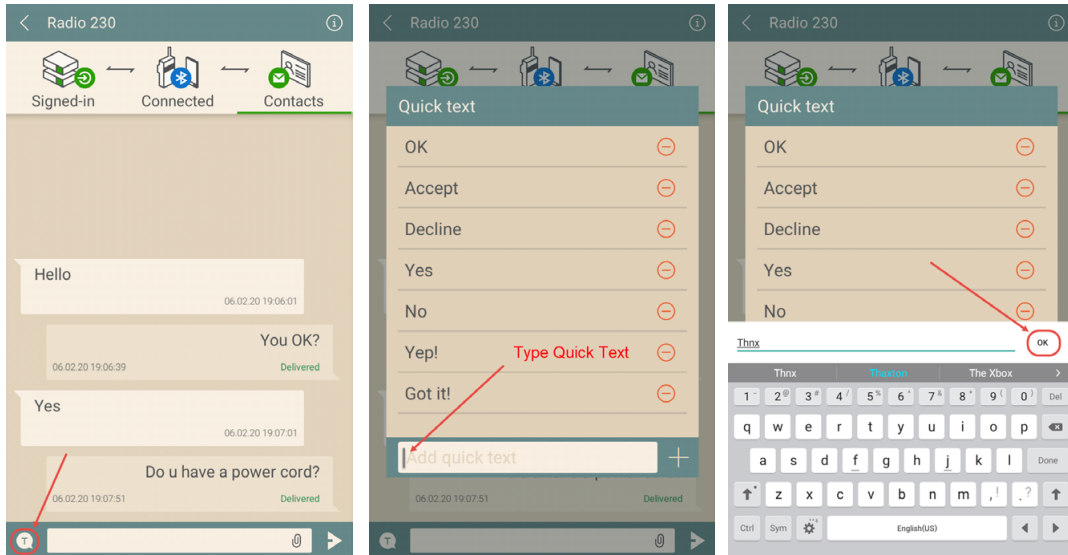 Radio 230
Signed-in
Connected
Contacts
Hello
06.02.20 19:06:01
You OK?
06.02.20 19:06:39
Delivered
Yes
06.02.20 19:07:01
Do u have a power cord?
06.02.20 19:07:51
Delivered
T
Radio 230
Quick text
OK
Accept
Decline
Yes
No
Yep!
Type Quick Text
Got it!
Add quick text
06.02.20 19:07:51
Delivered
T
Radio 230
Quick text
OK
Accept
Decline
Yes
No
Thnx
OK
Thnx
Thaxton
The Xbox
1 - 2 @ 3 # 4 / 5 % 6 ^ 7 & 8 * 9 ( 0 ) Del
q w e r t y u i o p
a s d f g h j k l Done
z x c v b n m , ! . ?
Ctrl Sym English(US)